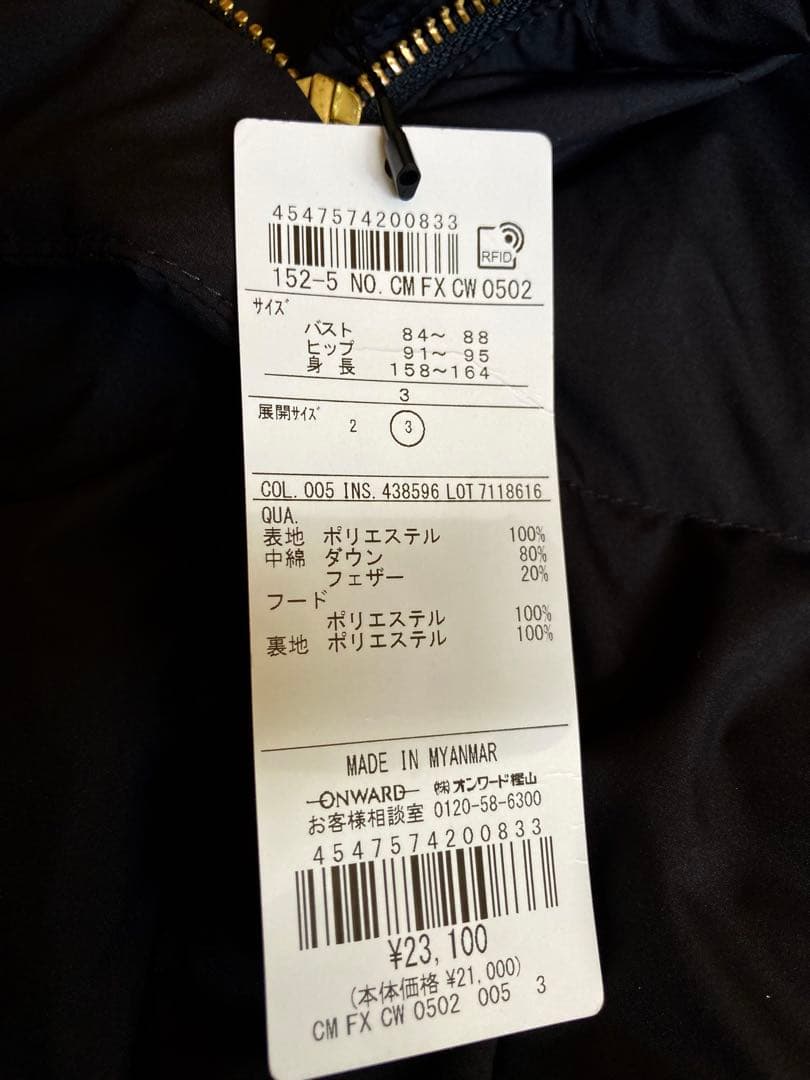 4547574200833
RFID
152-5 NO. CM FX CW 0502
サイズ
バスト 84〜 88
ヒップ 91〜 95
身長 158〜164
3
展開サイズ 2 3
COL. 005 INS. 438596 LOT 7118616
QUA.
表地 ポリエステル 100%
中綿 ダウン 80%
フェザー 20%
フード
ポリエステル 100%
裏地 ポリエステル 100%
MADE IN MYANMAR
ONWARD ㈱オンワード樫山
お客様相談室 0120-58-6300
4547574200833
¥23,100
(本体価格 ¥21,000)
CM FX CW 0502 005 3